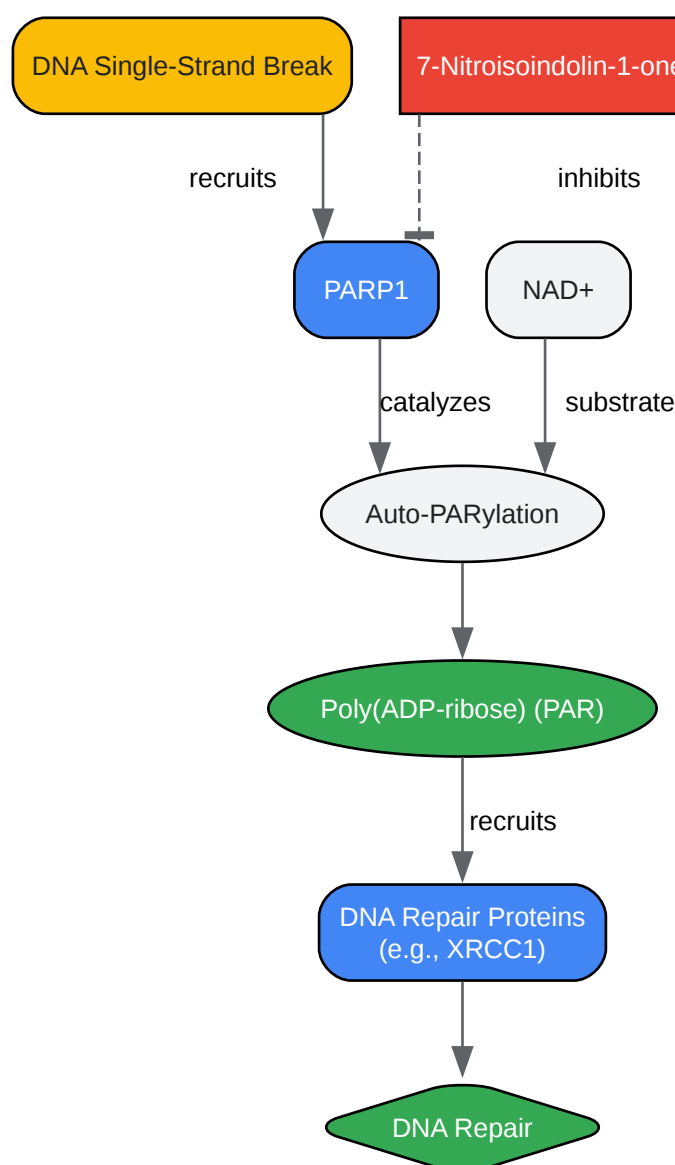 DNA Single-Strand Break
7-Nitroisoindolin-1-one
recruits
inhibits
PARP1
NAD+
catalyzes
substrate
Auto-PARylation
Poly(ADP-ribose) (PAR)
recruits
DNA Repair Proteins
(e.g., XRCC1)
DNA Repair